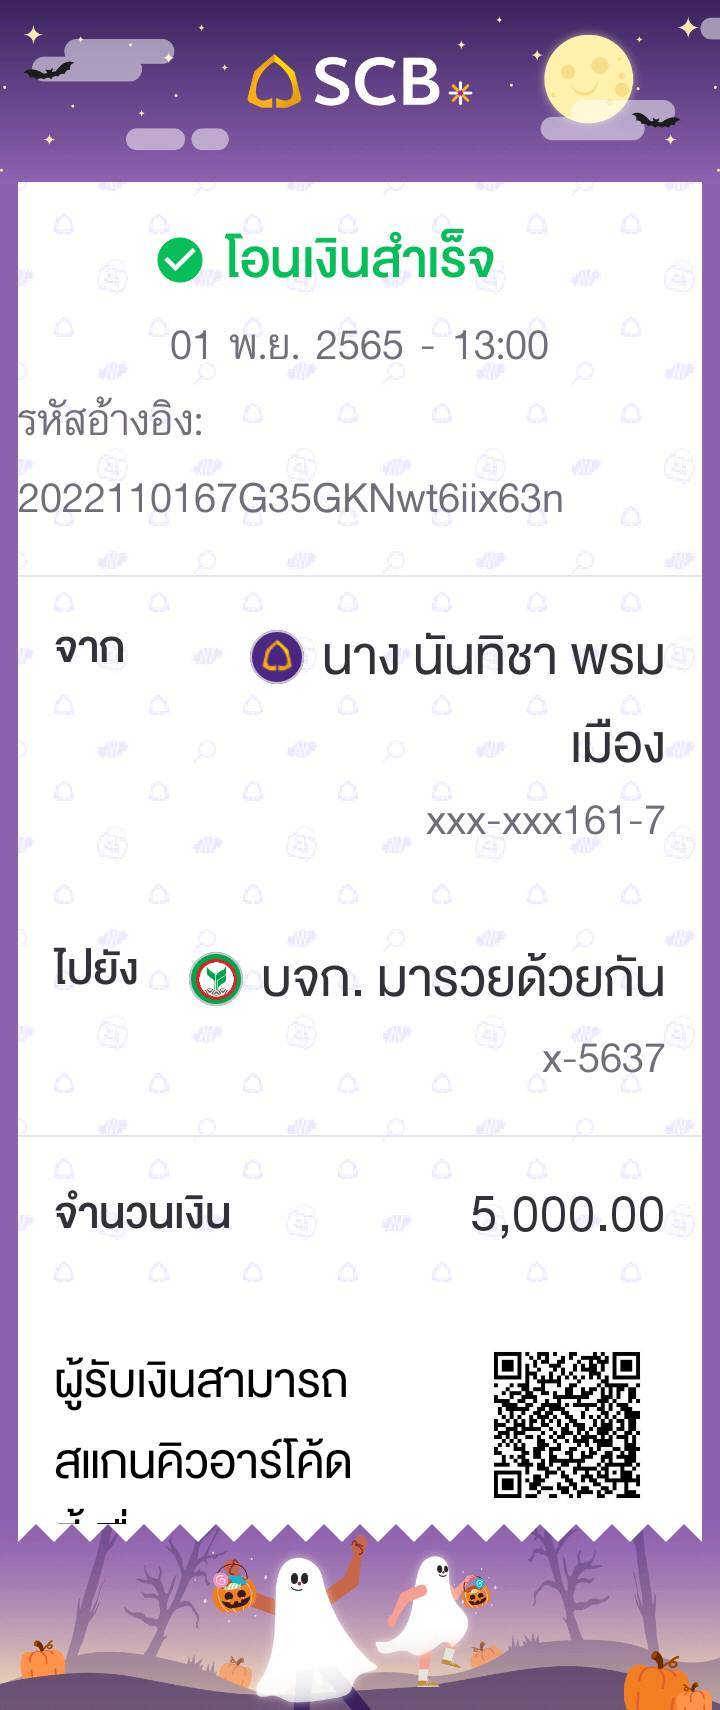 SCB
โอนเงินสำเร็จ
01 พ.ย. 2565 - 13:00
รหัสอ้างอิง:
2022110167G35GKNwt6iix63n
จาก
นาง นันทิชา พรม
เมือง
xxx-xxx161-7
ไปยัง
บจก. มารวยด้วยกัน
x-5637
จำนวนเงิน
5,000.00
ผู้รับเงินสามารถ
สแกนคิวอาร์โค้ด